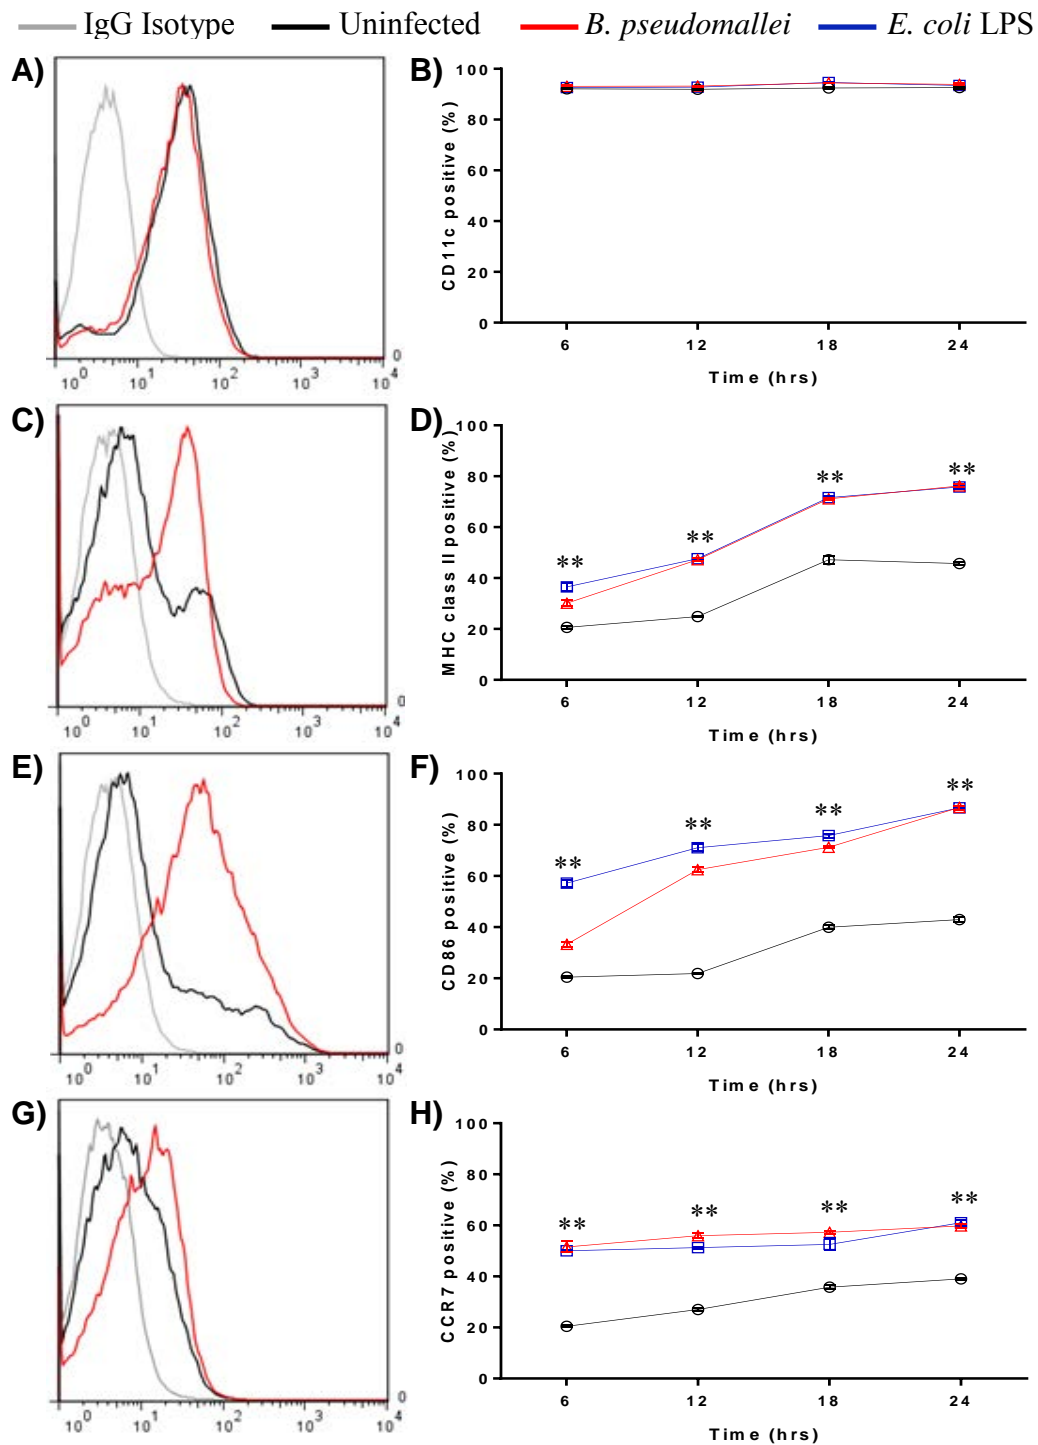 IgG Isotype Uninfected B. pseudomallei E. coli LPS
A)
0
10^0 10^1 10^2 10^3 10^4
B)
CD11c positive (%)
100
80
60
40
20
0
6 12 18 24
Time (hrs)
C)
0
10^0 10^1 10^2 10^3 10^4
D)
MHC class II positive (%)
100
80
60
40
20
0
** ** ** **
6 12 18 24
Time (hrs)
E)
0
10^0 10^1 10^2 10^3 10^4
F)
CD86 positive (%)
100
80
60
40
20
0
** ** ** **
6 12 18 24
Time (hrs)
G)
0
10^0 10^1 10^2 10^3 10^4
H)
CCR7 positive (%)
100
80
60
40
20
0
** ** ** **
6 12 18 24
Time (hrs)